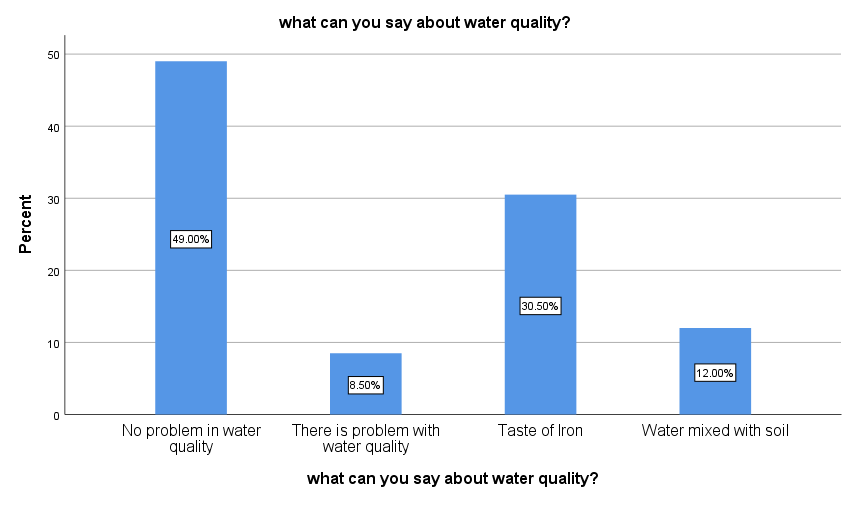 what can you say about water quality?
Percent
50
40
30
20
10
0
49.00%
8.50%
30.50%
12.00%
No problem in water
quality
There is problem with
water quality
Taste of Iron
Water mixed with soil
what can you say about water quality?